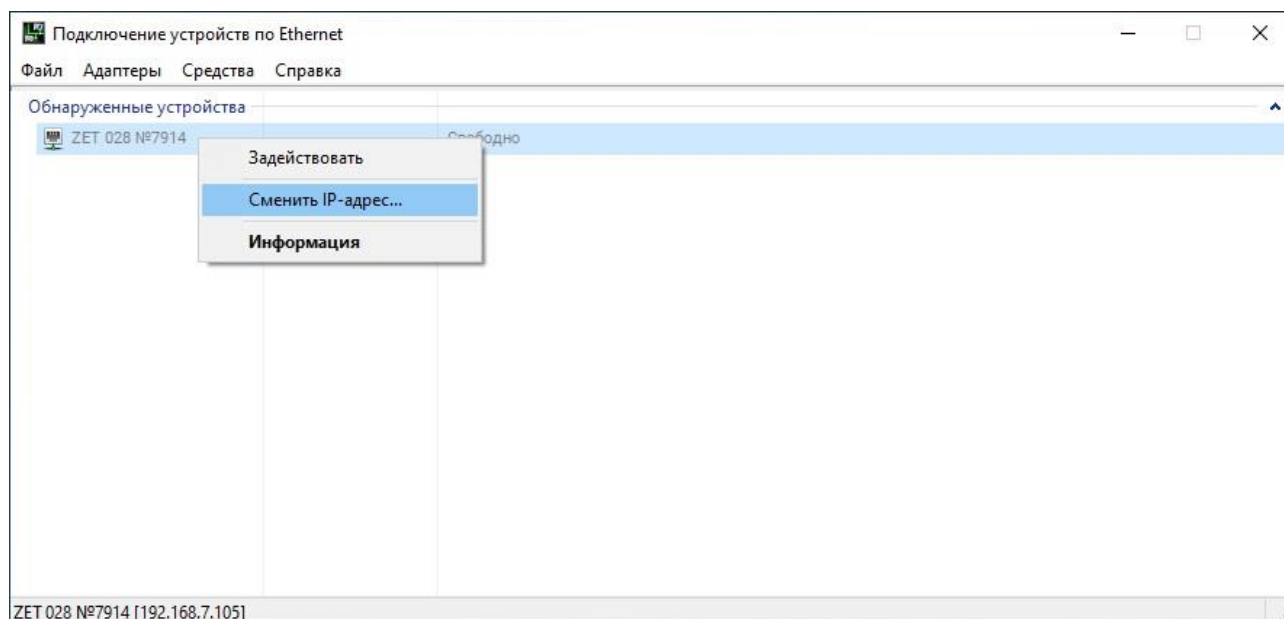 Подключение устройств по Ethernet
Файл Адаптеры Средства Справка
Обнаруженные устройства
ZET 028 №7914 Свободно
Задействовать
Сменить IP-адрес...
Информация
ZET 028 №7914 [192.168.7.105]